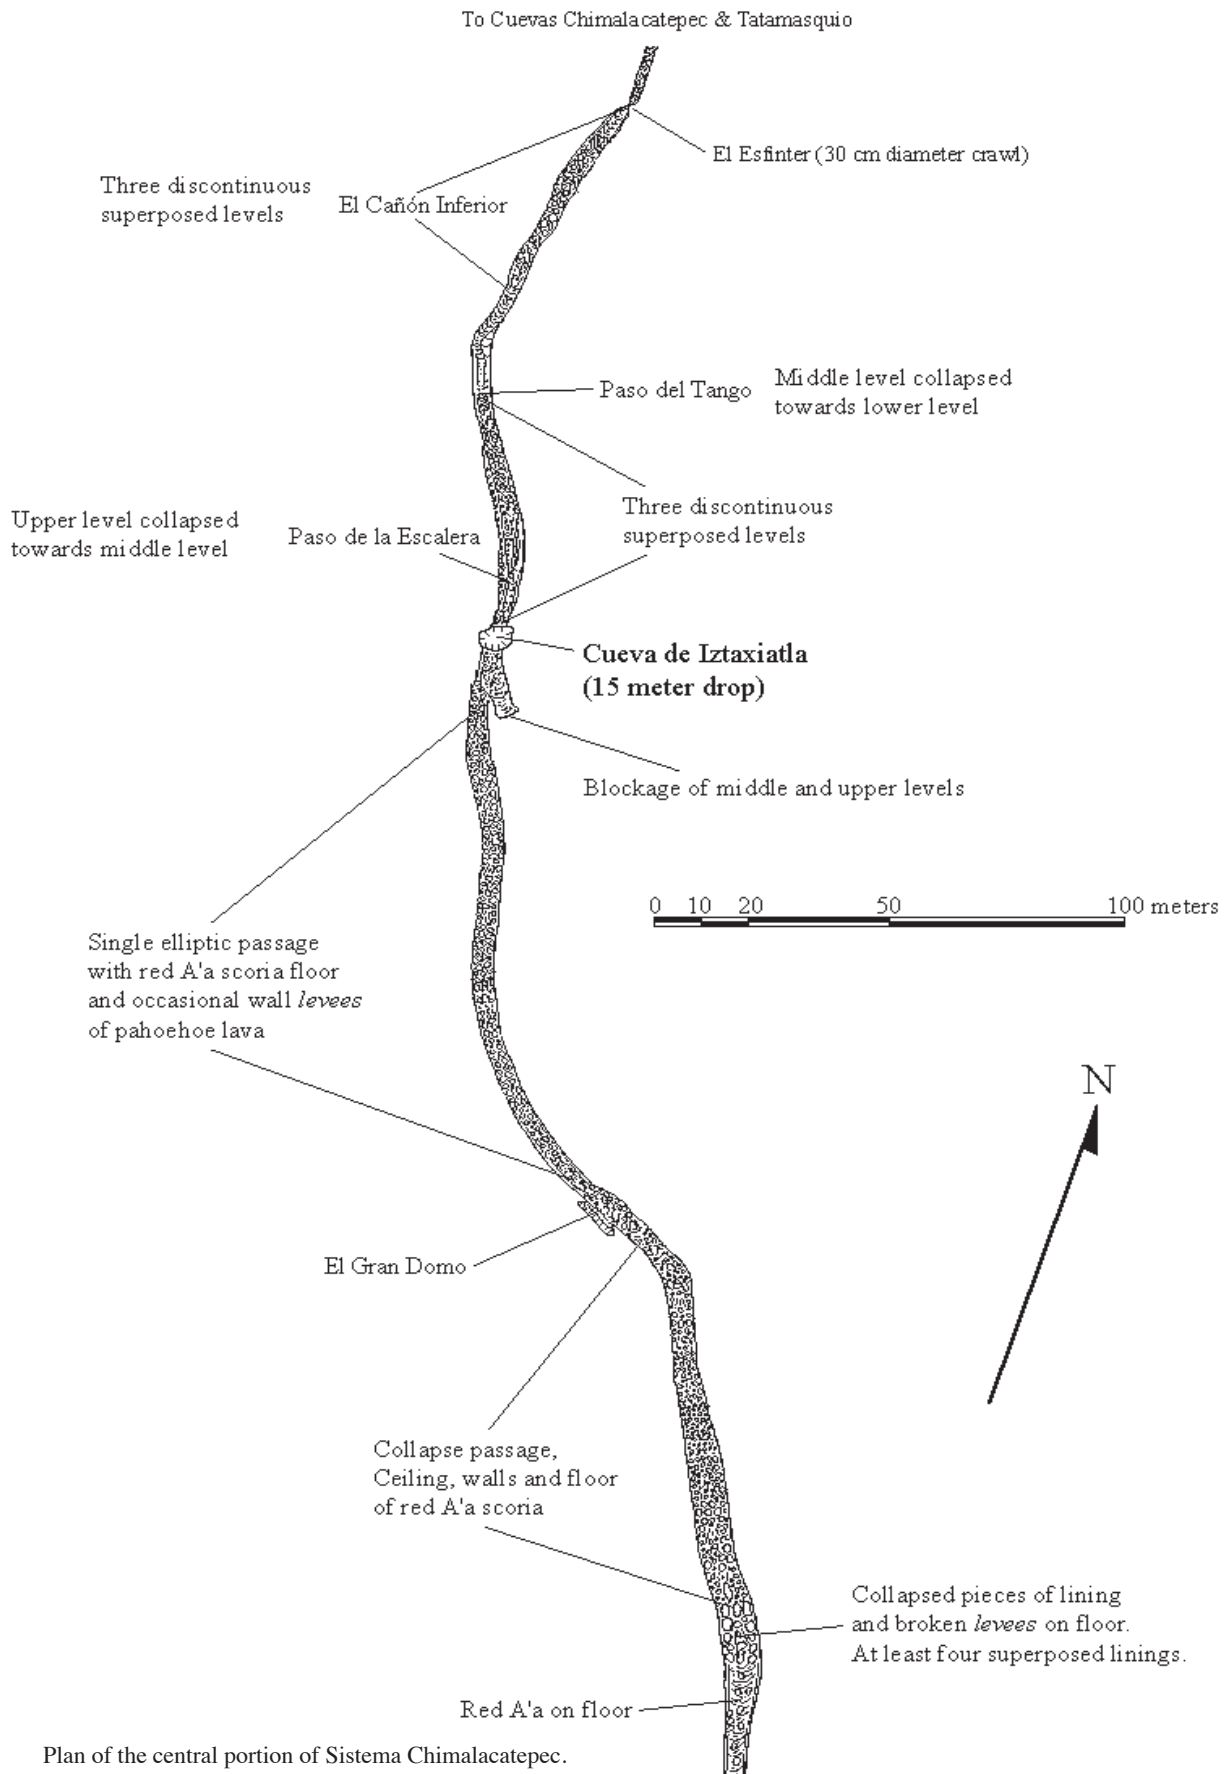 To Cuevas Chimalacatepec & Tatamasquio
El Esfinter (30 cm diameter crawl)
Three discontinuous
superposed levels
El Cañón Inferior
Paso del Tango
Middle level collapsed
towards lower level
Three discontinuous
superposed levels
Upper level collapsed
towards middle level
Paso de la Escalera
Cueva de Iztaxiatla
(15 meter drop)
Blockage of middle and upper levels
0 10 20 50 100 meters
Single elliptic passage
with red A'a scoria floor
and occasional wall levees
of pahoehoe lava
N
El Gran Domo
Collapse passage,
Ceiling, walls and floor
of red A'a scoria
Collapsed pieces of lining
and broken levees on floor.
At least four superposed linings.
Red A'a on floor
Plan of the central portion of Sistema Chimalacatepec.